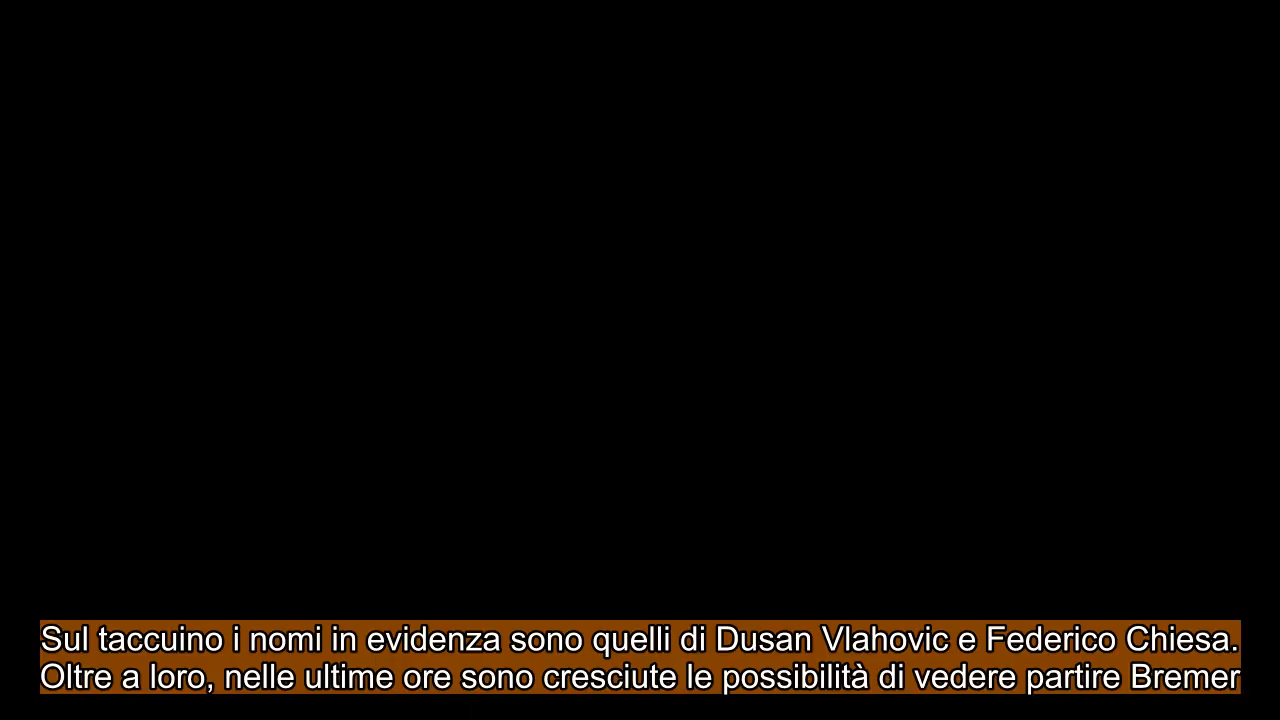 Sul taccuino i nomi in evidenza sono quelli di Dusan Vlahovic e Federico Chiesa.
Oltre a loro, nelle ultime ore sono cresciute le possibilità di vedere partire Bremer